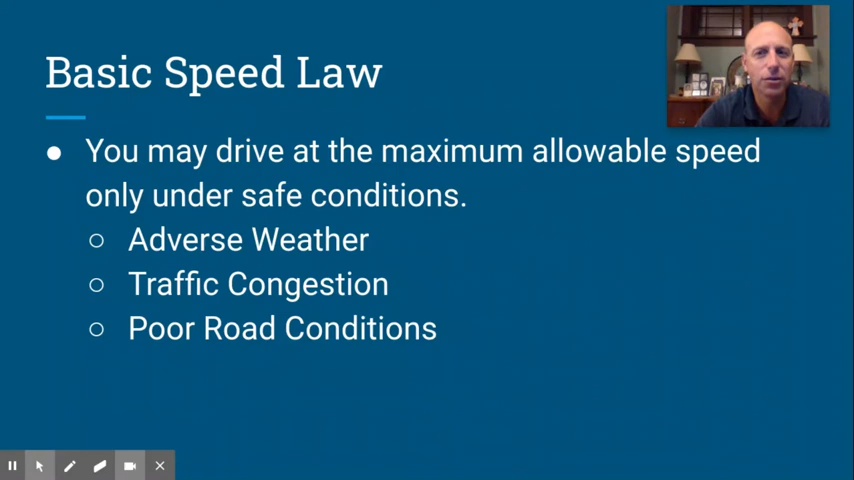 Basic Speed Law
You may drive at the maximum allowable speed
only under safe conditions.
Adverse Weather
Traffic Congestion
Poor Road Conditions